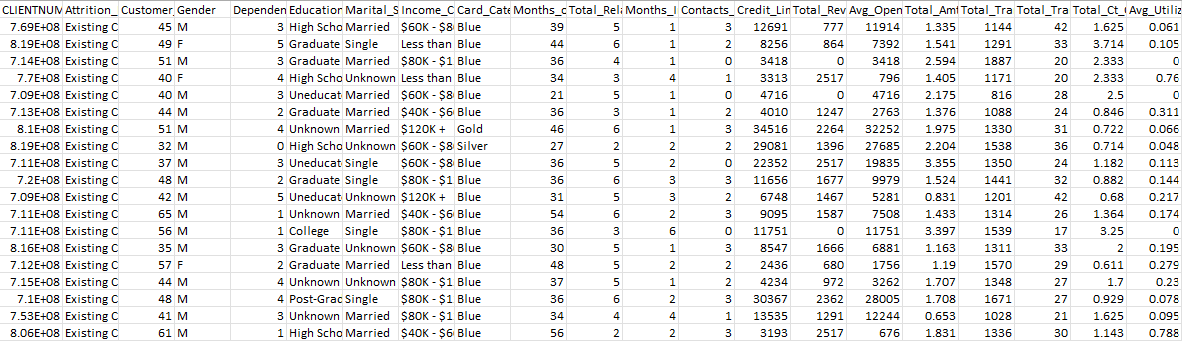 CLIENTNUM Attrition_ Customer_ Gender Dependen Education Marital_S Income_C Card_Cate Months_o Total_Rela Months_I Contacts_ Credit_Lin Total_Rev Avg_Open Total_Amt Total_Tra Total_Tra Total_Ct_ Avg_Utiliz
7.69E+08 Existing C 45 M 3 High Scho Married $60K - $8 Blue 39 5 1 3 12691 777 11914 1.335 1144 42 1.625 0.061
8.19E+08 Existing C 49 F 5 Graduate Single Less than Blue 44 6 1 2 8256 864 7392 1.541 1291 33 3.714 0.105
7.14E+08 Existing C 51 M 3 Graduate Married $80K - $1 Blue 36 4 1 0 3418 0 3418 2.594 1887 20 2.333 0
7.7E+08 Existing C 40 F 4 High Scho Unknown Less than Blue 34 3 4 1 3313 2517 796 1.405 1171 20 2.333 0.76
7.09E+08 Existing C 40 M 3 Uneducat Married $60K - $8 Blue 21 5 1 0 4716 0 4716 2.175 816 28 2.5 0
7.13E+08 Existing C 44 M 2 Graduate Married $40K - $6 Blue 36 3 1 2 4010 1247 2763 1.376 1088 24 0.846 0.311
8.1E+08 Existing C 51 M 4 Unknown Married $120K + Gold 46 6 1 3 34516 2264 32252 1.975 1330 31 0.722 0.066
8.19E+08 Existing C 32 M 0 High Scho Unknown $60K - $8 Silver 27 2 2 2 29081 1396 27685 2.204 1538 36 0.714 0.048
7.11E+08 Existing C 37 M 3 Uneducat Single $60K - $8 Blue 36 5 2 0 22352 2517 19835 3.355 1350 24 1.182 0.113
7.2E+08 Existing C 48 M 2 Graduate Single $80K - $1 Blue 36 6 3 3 11656 1677 9979 1.524 1441 32 0.882 0.144
7.09E+08 Existing C 42 M 5 Uneducat Unknown $120K + Blue 31 5 3 2 6748 1467 5281 0.831 1201 42 0.68 0.217
7.11E+08 Existing C 65 M 1 Unknown Married $40K - $6 Blue 54 6 2 3 9095 1587 7508 1.433 1314 26 1.364 0.174
7.11E+08 Existing C 56 M 1 College Single $80K - $1 Blue 36 3 6 0 11751 0 11751 3.397 1539 17 3.25 0
8.16E+08 Existing C 35 M 3 Graduate Unknown $60K - $8 Blue 30 5 1 3 8547 1666 6881 1.163 1311 33 2 0.195
7.12E+08 Existing C 57 F 2 Graduate Married Less than Blue 48 5 2 2 2436 680 1756 1.19 1570 29 0.611 0.279
7.15E+08 Existing C 44 M 4 Unknown Unknown $80K - $1 Blue 37 5 1 2 4234 972 3262 1.707 1348 27 1.7 0.23
7.1E+08 Existing C 48 M 4 Post-Grac Single $80K - $1 Blue 36 6 2 3 30367 2362 28005 1.708 1671 27 0.929 0.078
7.53E+08 Existing C 41 M 3 Unknown Married $80K - $1 Blue 34 4 4 1 13535 1291 12244 0.653 1028 21 1.625 0.095
8.06E+08 Existing C 61 M 1 High Scho Married $40K - $6 Blue 56 2 2 3 3193 2517 676 1.831 1336 30 1.143 0.788